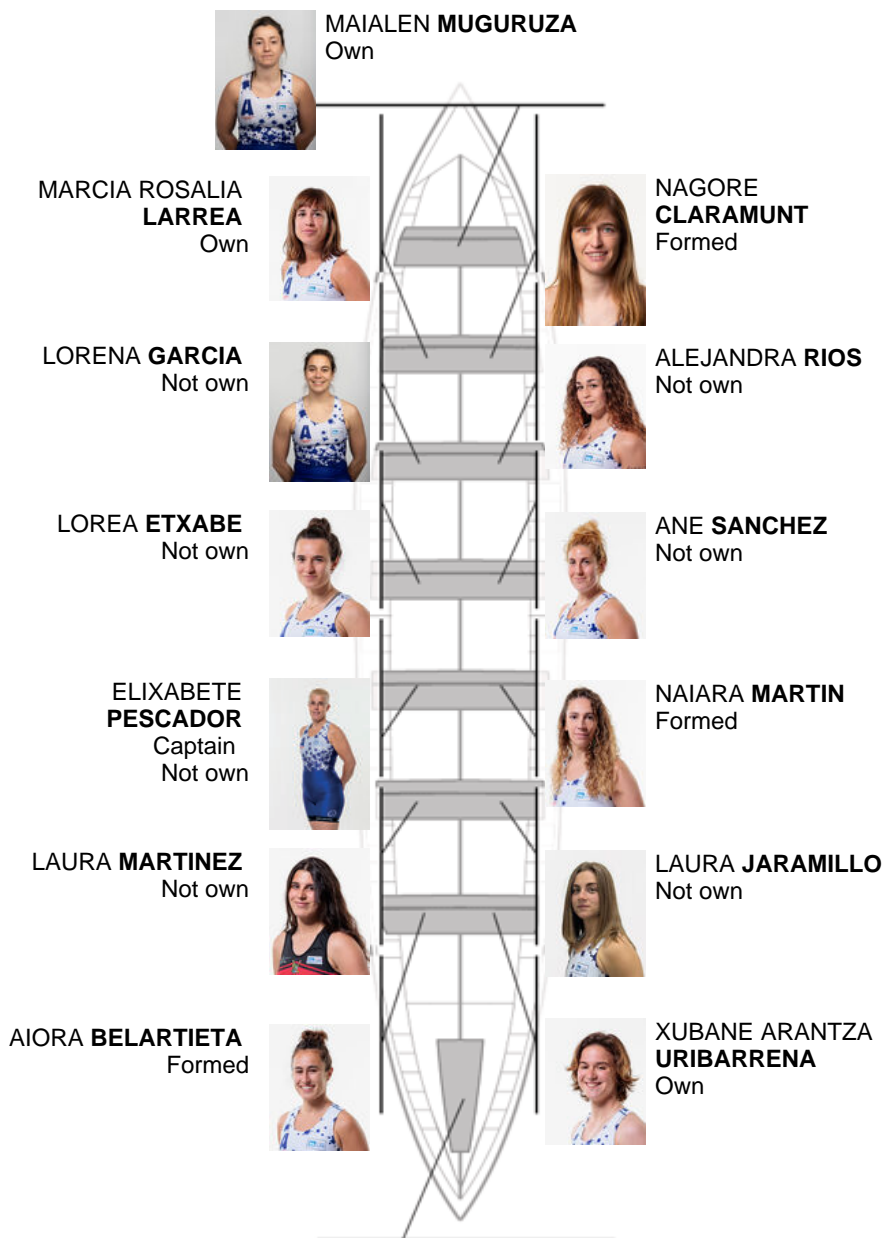 MAIALEN MUGURUZA
Own
MARCIA ROSALIA
LARREA
Own
NAGORE
CLARAMUNT
Formed
LORENA GARCIA
Not own
ALEJANDRA RIOS
Not own
LOREA ETXABE
Not own
ANE SANCHEZ
Not own
ELIXABETE
PESCADOR
Captain
Not own
NAIARA MARTIN
Formed
LAURA MARTINEZ
Not own
LAURA JARAMILLO
Not own
AIORA BELARTIETA
Formed
XUBANE ARANTZA
URIBARRENA
Own